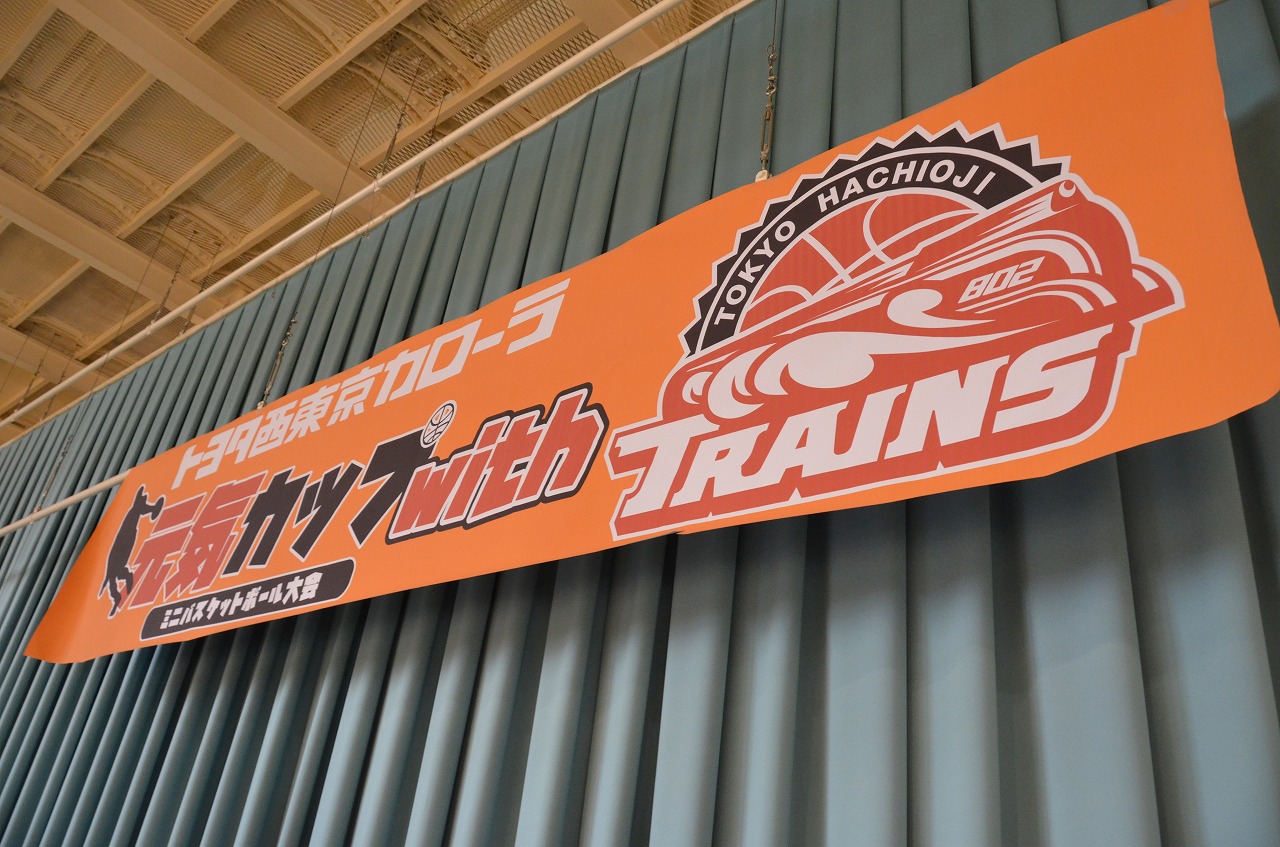 トヨタ西東京カローラ
元気カップwith
ミニバスケットボール大会
TOKYO HACHIOJI
802
TRAINS